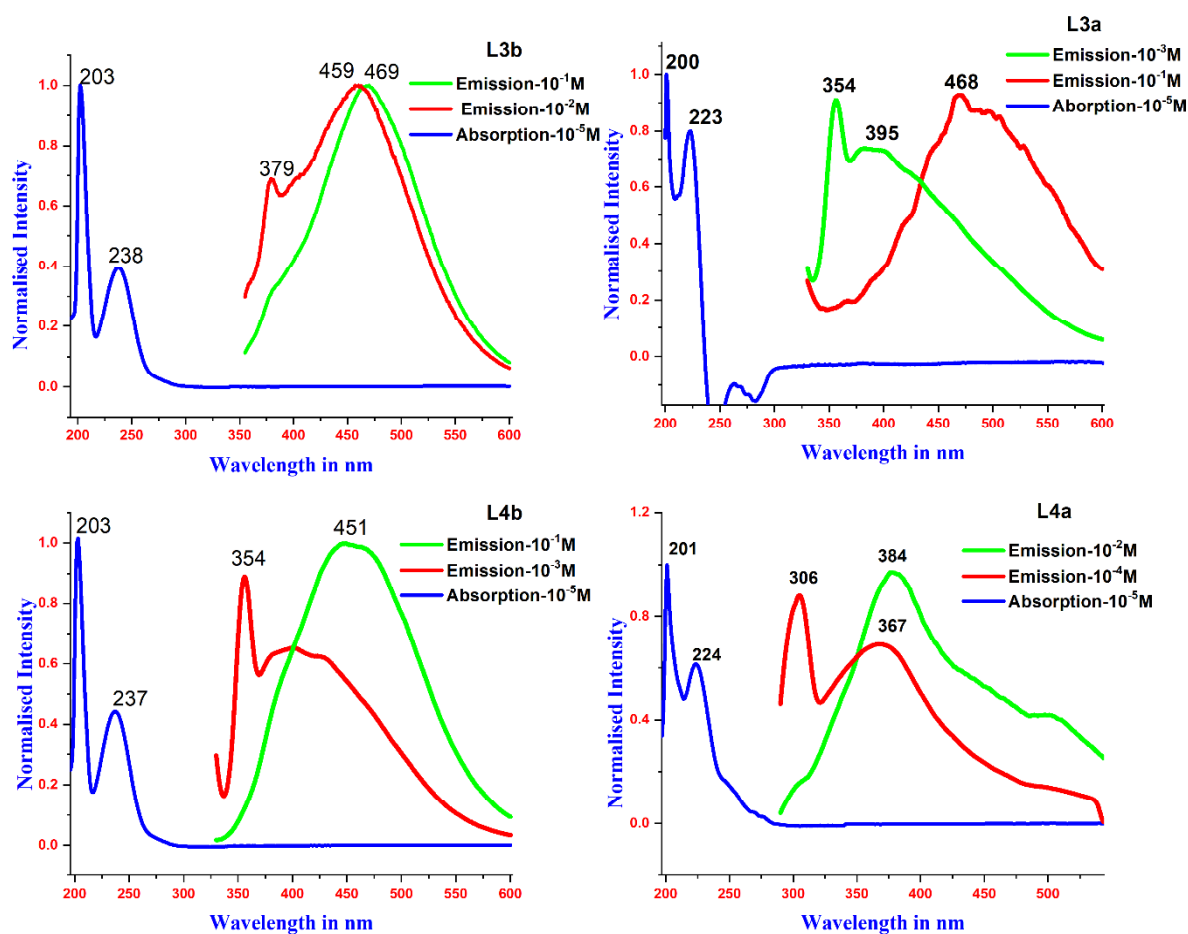 L3b
Emission-10⁻¹M
Emission-10⁻²M
Absorption-10⁻⁵M
203
238
379
459
469
1.0
0.8
0.6
0.4
0.2
0.0
Normalised Intensity
200 250 300 350 400 450 500 550 600
Wavelength in nm
L3a
Emission-10⁻³M
Emission-10⁻¹M
Aborption-10⁻⁵M
200
223
354
395
468
1.0
0.8
0.6
0.4
0.2
0.0
Normalised Intensity
200 250 300 350 400 450 500 550 600
Wavelength in nm
L4b
Emission-10⁻¹M
Emission-10⁻³M
Absorption-10⁻⁵M
203
237
354
451
1.0
0.8
0.6
0.4
0.2
0.0
Normalised Intensity
200 250 300 350 400 450 500 550 600
Wavelength in nm
L4a
Emission-10⁻²M
Emission-10⁻⁴M
Absorption-10⁻⁵M
201
224
306
384
367
1.2
0.8
0.4
0.0
Normalised Intensity
200 250 300 350 400 450 500
Wavelength in nm